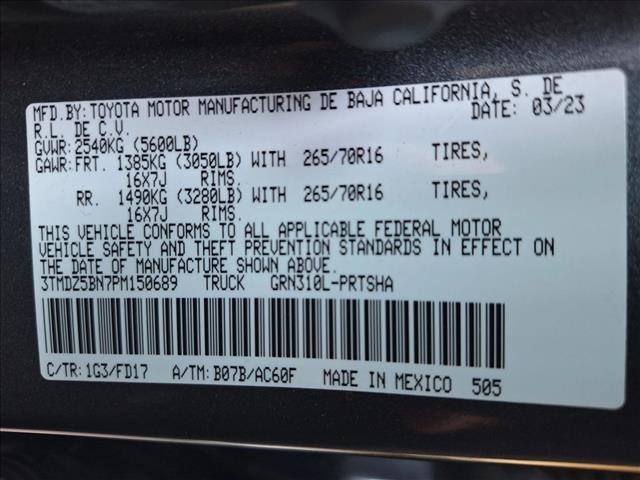 MFD.BY:TOYOTA MOTOR MANUFACTURING DE BAJA CALIFORNIA, S. DE
R.L. DE C.V. DATE: 03/23
GVWR:2540KG (5600LB)
GAWR:FRT. 1385KG (3050LB) WITH 265/70R16 TIRES,
16X7J RIMS.
RR. 1490KG (3280LB) WITH 265/70R16 TIRES,
16X7J RIMS.
THIS VEHICLE CONFORMS TO ALL APPLICABLE FEDERAL MOTOR
VEHICLE SAFETY AND THEFT PREVENTION STANDARDS IN EFFECT ON
THE DATE OF MANUFACTURE SHOWN ABOVE.
3TMDZ5BN7PM150689 TRUCK GRN310L-PRTSHA
C/TR: 1G3/FD17 A/TM: B07B/AC60F MADE IN MEXICO 505